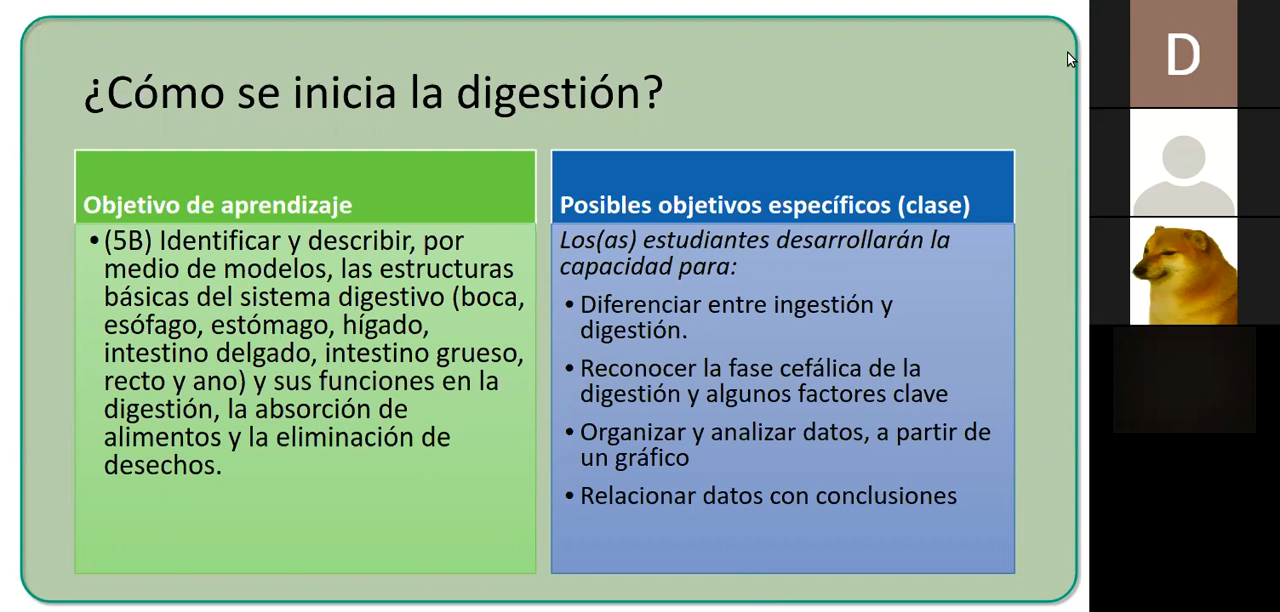 ¿Cómo se inicia la digestión?
Objetivo de aprendizaje
• (5B) Identificar y describir, por
medio de modelos, las estructuras
básicas del sistema digestivo (boca,
esófago, estómago, hígado,
intestino delgado, intestino grueso,
recto y ano) y sus funciones en la
digestión, la absorción de
alimentos y la eliminación de
desechos.
Posibles objetivos específicos (clase)
Los(as) estudiantes desarrollarán la
capacidad para:
• Diferenciar entre ingestión y
digestión.
• Reconocer la fase cefálica de la
digestión y algunos factores clave
• Organizar y analizar datos, a partir de
un gráfico
• Relacionar datos con conclusiones
D